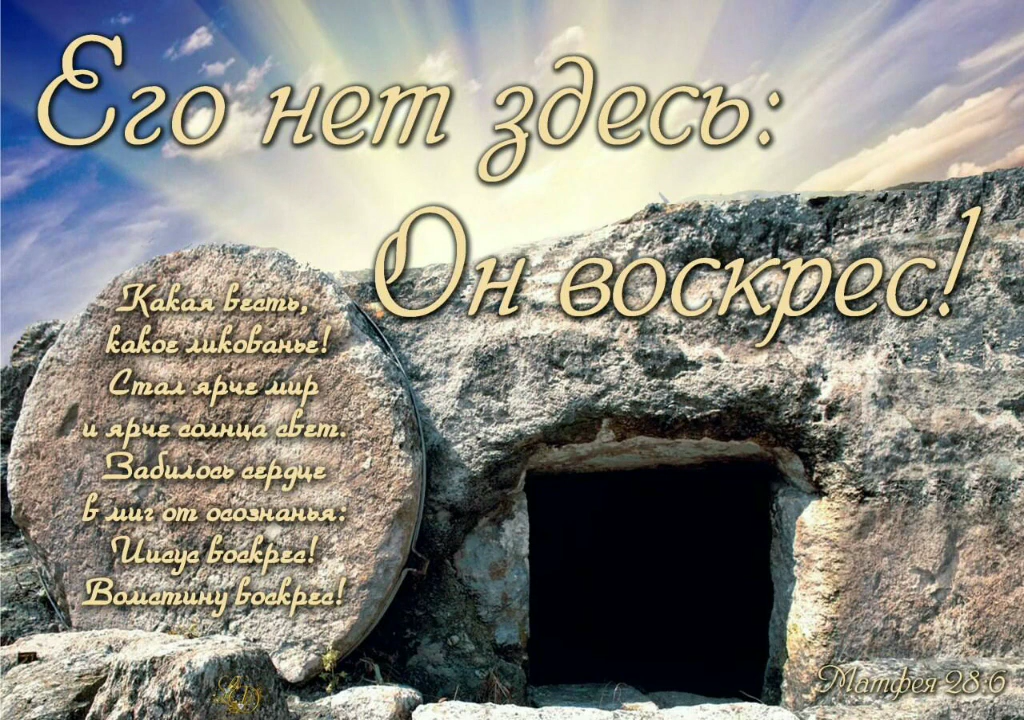 Его нет здесь:
Он воскрес!
Какая весть,
какое ликованье!
Стал ярче мир
и ярче солнца свет.
Забилось сердце
в миг от осознанья:
Иисус воскрес!
Воистину воскрес!
Матфея 28:6